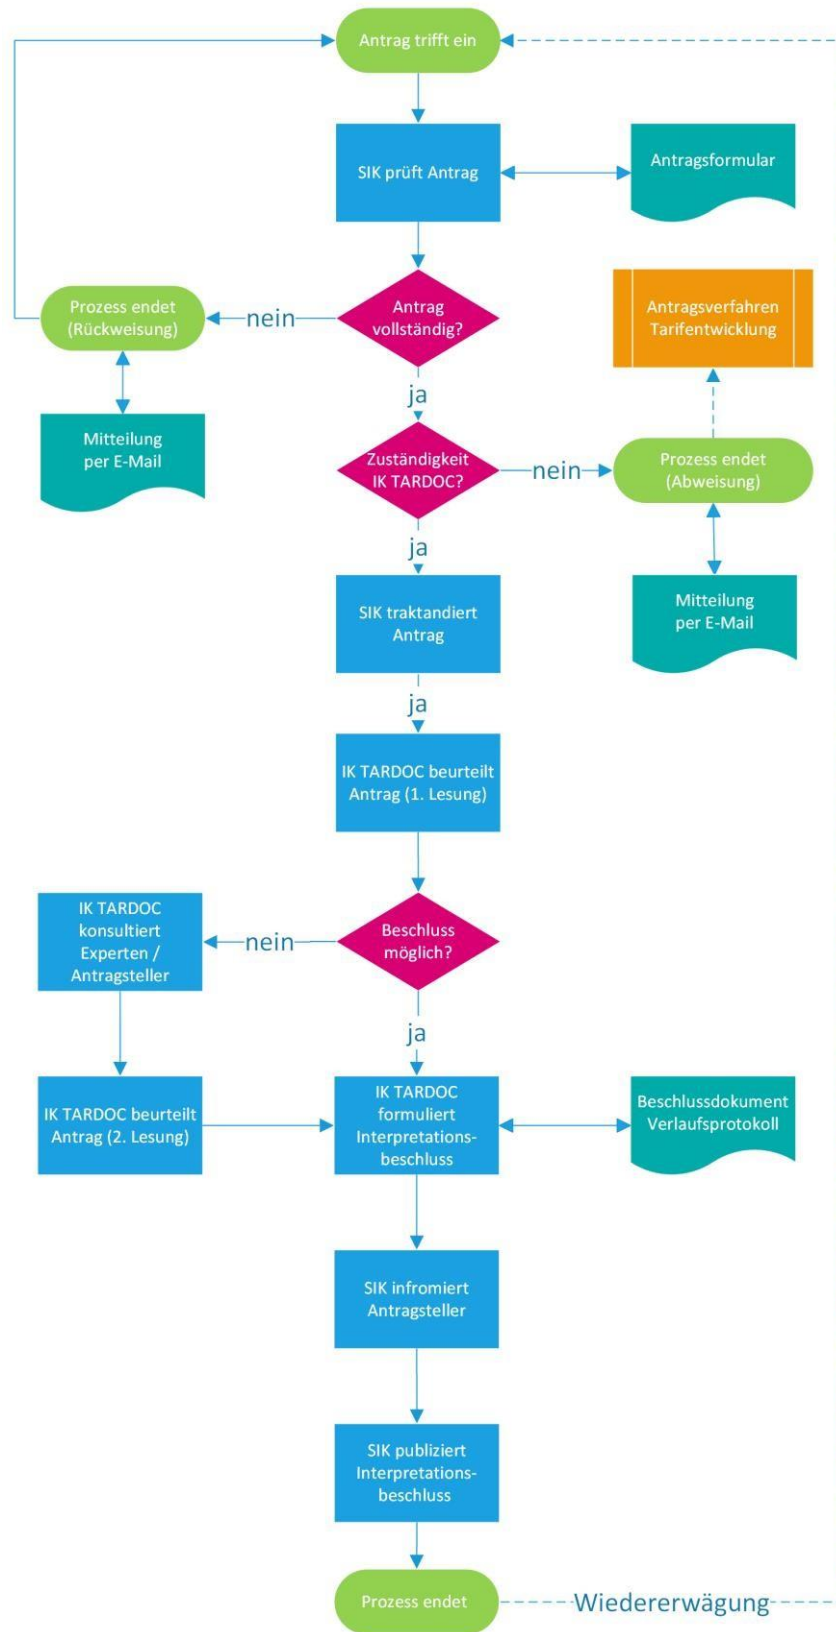 Antrag trifft ein
SIK prüft Antrag
Antragsformular
Antrag
vollständig?
nein
Prozess endet
(Rückweisung)
Mitteilung
per E-Mail
ja
Zuständigkeit
IK TARDOC?
nein
Prozess endet
(Abweisung)
Antragsverfahren
Tarifentwicklung
Mitteilung
per E-Mail
ja
SIK traktandiert
Antrag
ja
IK TARDOC beurteilt
Antrag (1. Lesung)
Beschluss
möglich?
nein
IK TARDOC
konsultiert
Experten /
Antragsteller
IK TARDOC beurteilt
Antrag (2. Lesung)
ja
IK TARDOC
formuliert
Interpretations-
beschluss
Beschlussdokument
Verlaufsprotokoll
SIK infromiert
Antragsteller
SIK publiziert
Interpretations-
beschluss
Prozess endet
Wiedererwägung